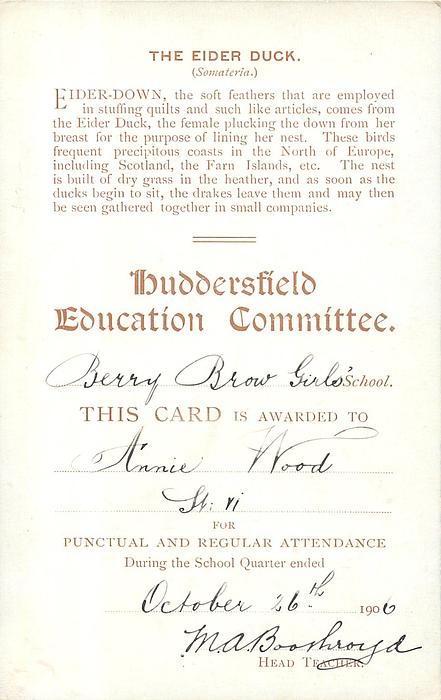 THE EIDER DUCK.
(Somateria.)
EIDER-DOWN, the soft feathers that are employed
in stuffing quilts and such like articles, comes from
the Eider Duck, the female plucking the down from her
breast for the purpose of lining her nest. These birds
frequent precipitous coasts in the North of Europe,
including Scotland, the Farn Islands, etc. The nest
is built of dry grass in the heather, and as soon as the
ducks begin to sit, the drakes leave them and may then
be seen gathered together in small companies.
Huddersfield
Education Committee.
Berry Brow Girls' School.
THIS CARD IS AWARDED TO
Annie Wood
St: vi
FOR
PUNCTUAL AND REGULAR ATTENDANCE
During the School Quarter ended
October 26th 1906
M A Boothroyd
HEAD TEACHER.